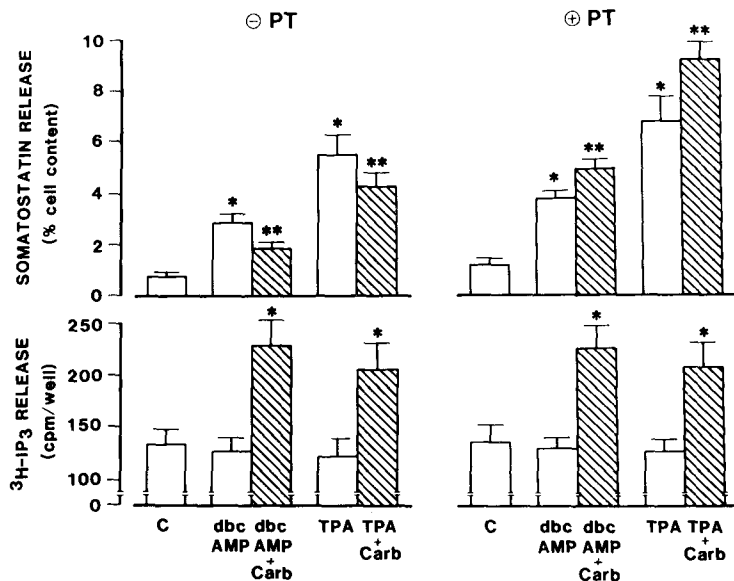 ⊖ PT
⊕ PT
SOMATOSTATIN RELEASE
(% cell content)
10
8
6
4
2
0
*
**
*
**
*
**
*
**
³H-IP₃ RELEASE
(cpm/well)
250
200
150
100
0
*
*
*
*
C
dbc
AMP
dbc
AMP
+
Carb
TPA
TPA
+
Carb
C
dbc
AMP
dbc
AMP
+
Carb
TPA
TPA
+
Carb